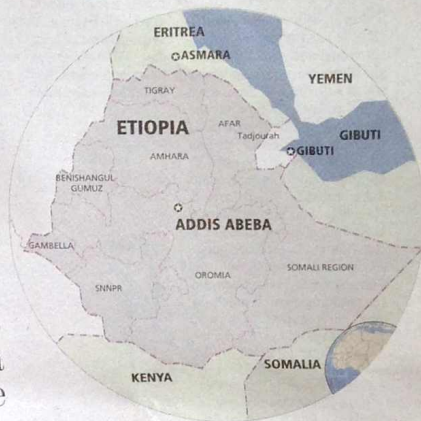 ERITREA
ASMARA
YEMEN
TIGRAY
ETIOPIA
AFAR
Tadjourah
GIBUTI
GIBUTI
AMHARA
BENISHANGUL
GUMUZ
ADDIS ABEBA
GAMBELLA
SNNPR
OROMIA
SOMALI REGION
KENYA
SOMALIA